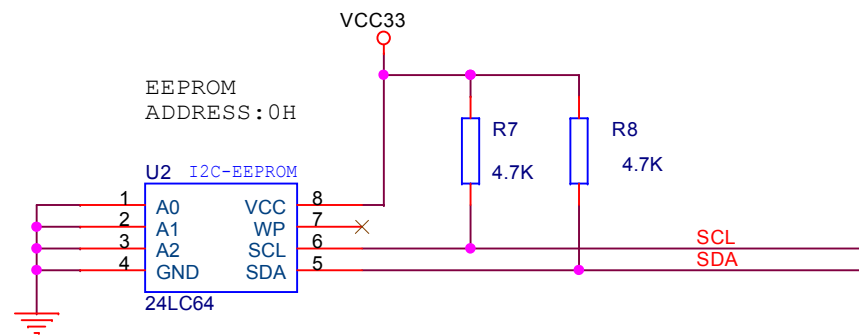 VCC33
EEPROM
ADDRESS:0H
R7
4.7K
R8
4.7K
U2 I2C-EEPROM
1 A0 VCC 8
2 A1 WP 7
3 A2 SCL 6 SCL
4 GND SDA 5 SDA
24LC64